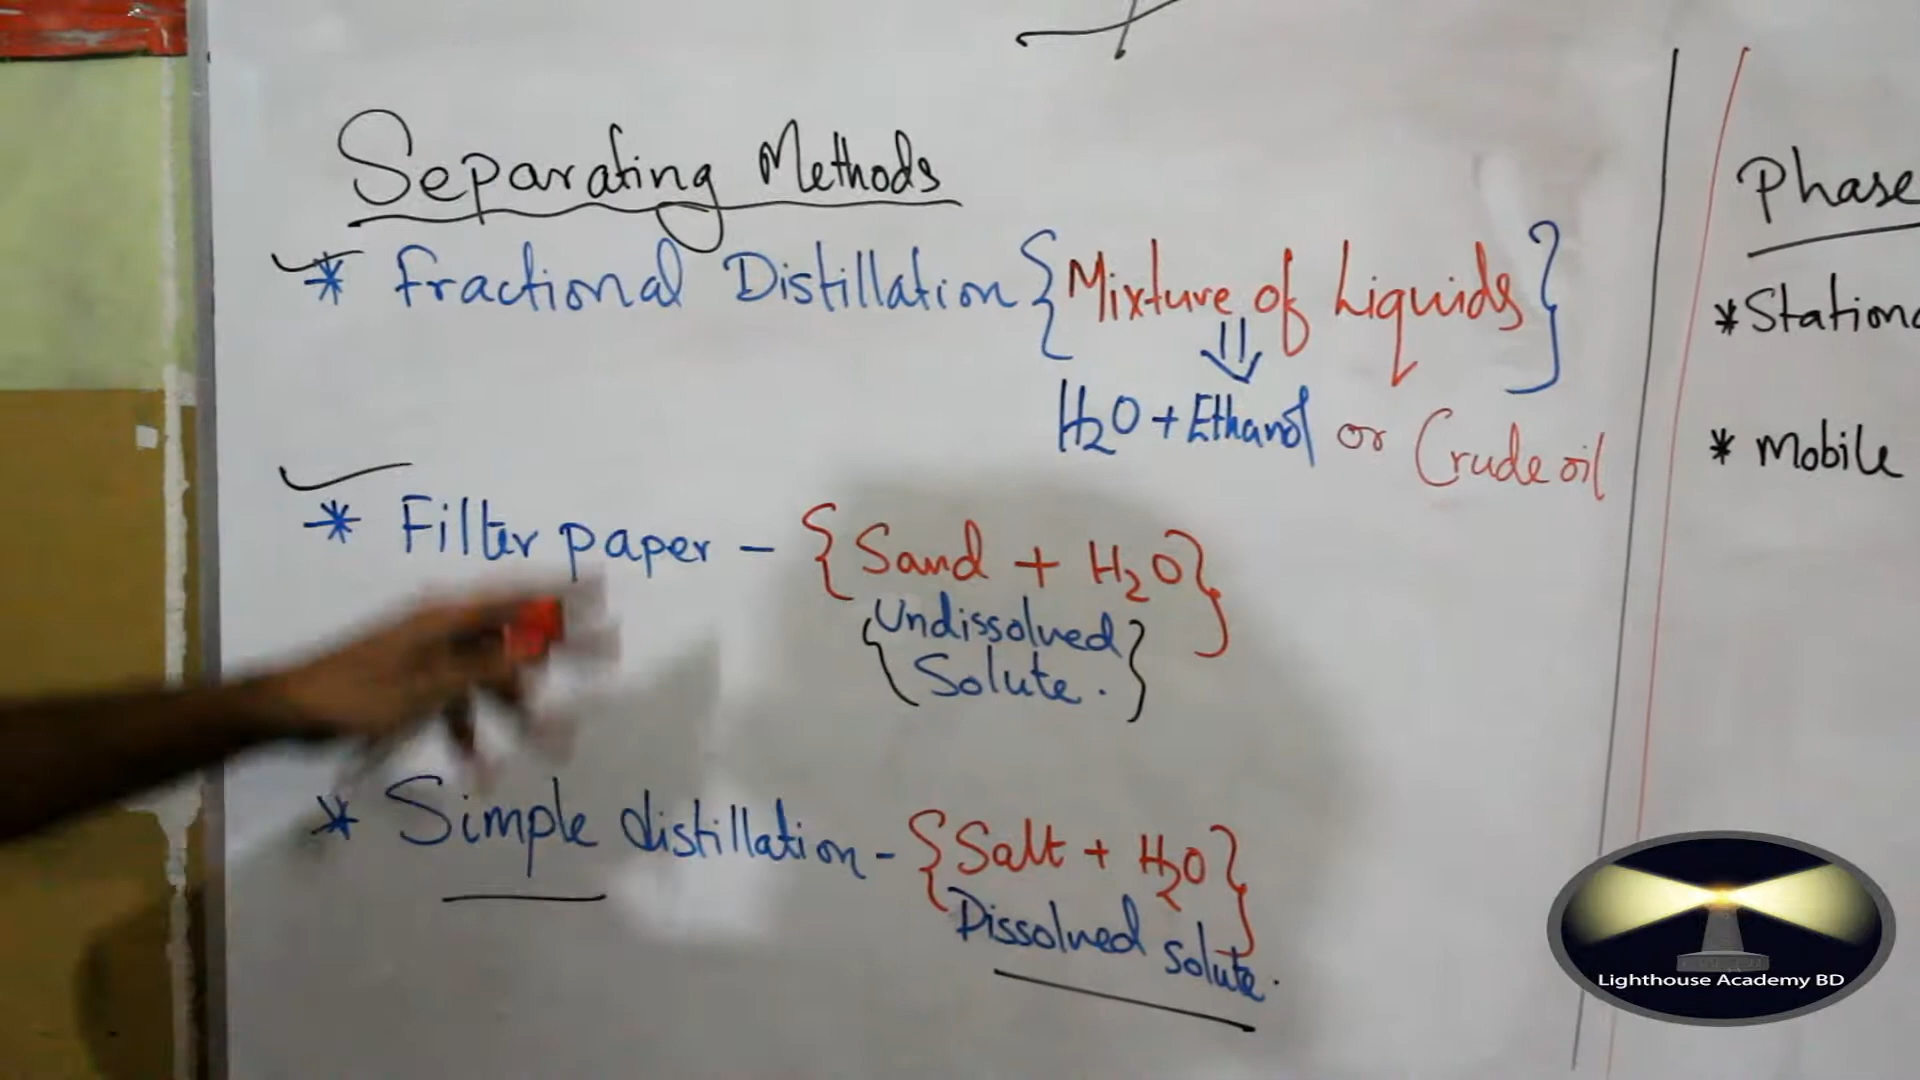 Separating Methods
* Fractional Distillation {Mixture of Liquids}
H2O + Ethanol or Crude oil
* Filter paper - {Sand + H2O}
{Undissolved
Solute.}
* Simple distillation - {Salt + H2O}
Dissolved solute.
Phase
* Stationa
* Mobile
Lighthouse Academy BD